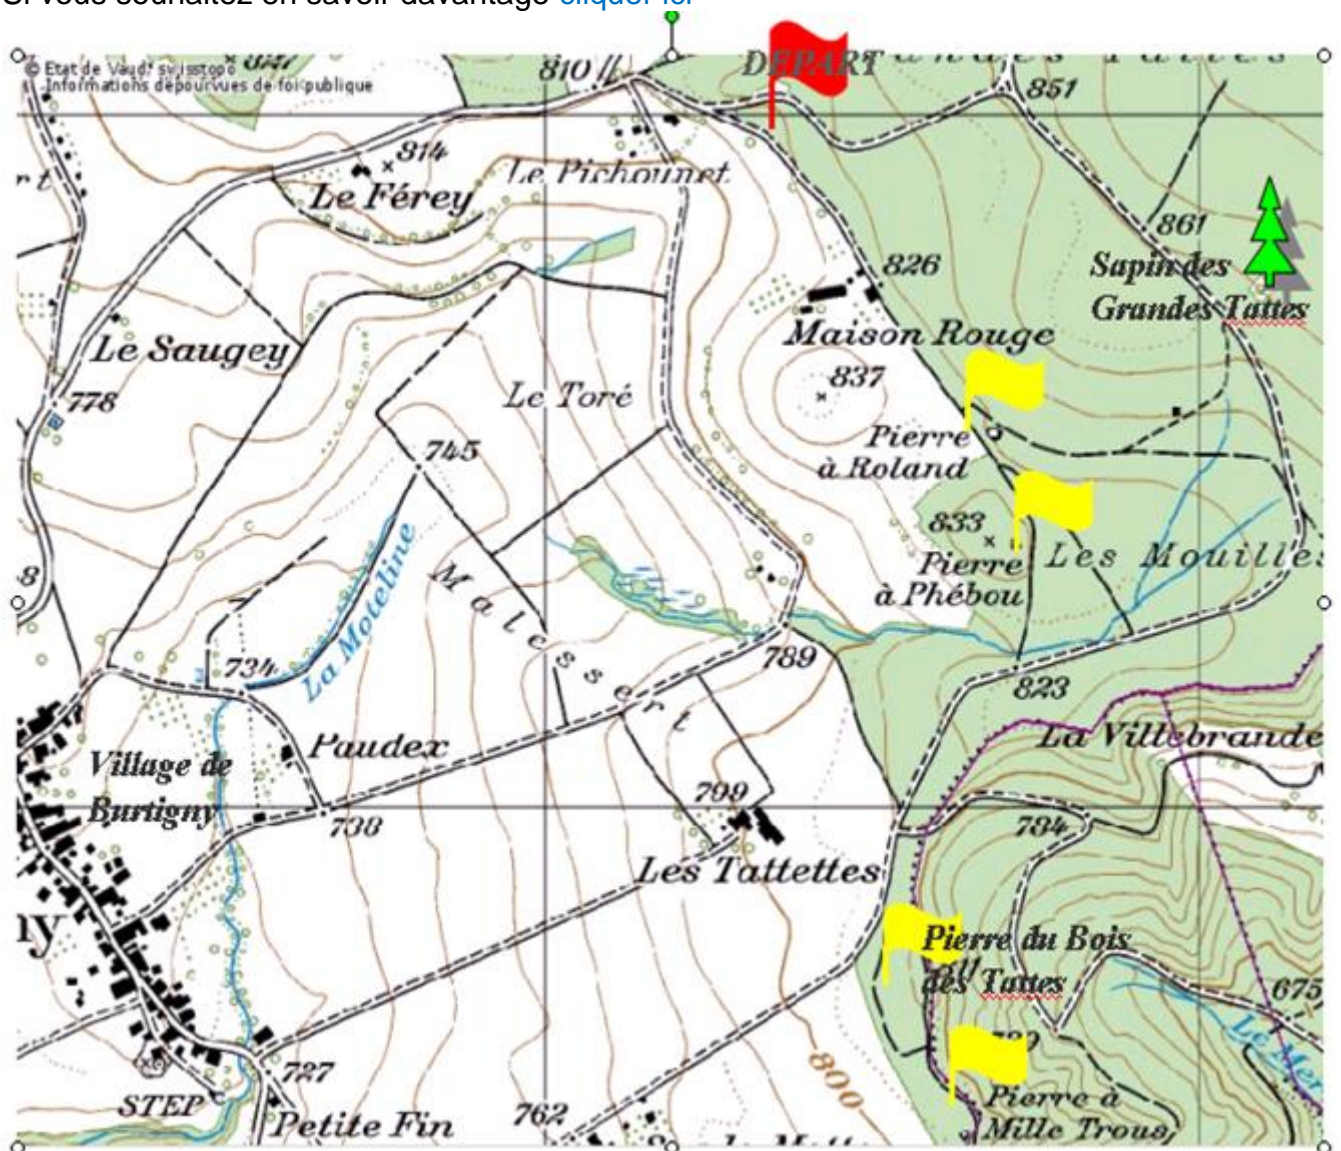 Si vous souhaitez en savoir davantage cliquer ici
© Etat de Vaud, swisstopo
Informations dépourvues de foi publique
847
810
DEPART
851
814
Le Férey
Le Pichounet
861
826
Sapin des
Grandes Tattes
Maison Rouge
Le Saugey
778
837
Le Toré
Pierre
à Roland
745
833
Pierre
à Phébou
Les Mouilles
La Moteline
Malessert
734
789
823
La Villebrande
Paudex
Village de
Burtigny
738
799
784
Les Tattettes
ny
Pierre du Bois
des Tattes
675
800
727
STEP
Petite Fin
762
Pierre à
Mille Trous